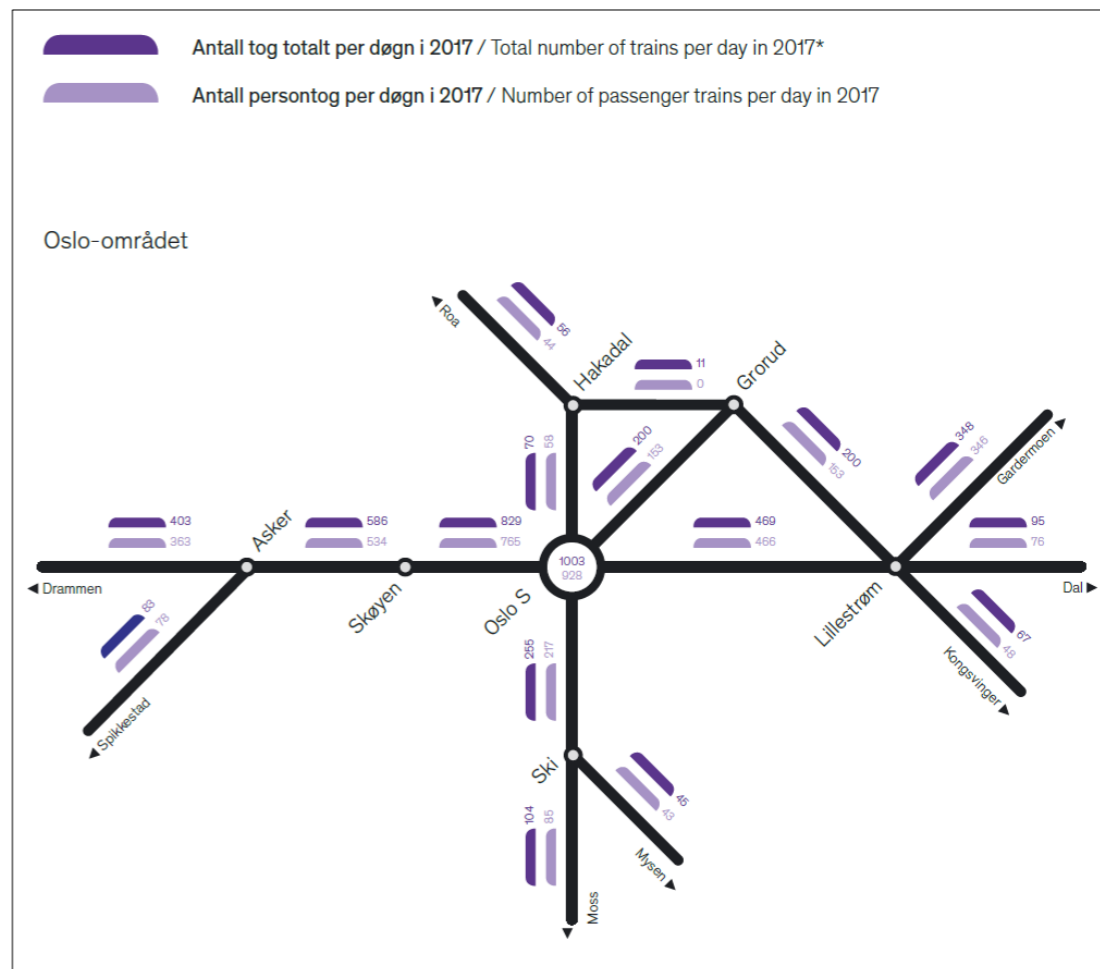 Antall tog totalt per døgn i 2017 / Total number of trains per day in 2017*
Antall persontog per døgn i 2017 / Number of passenger trains per day in 2017
Oslo-området
Roa
56
44
Hakadal
11
0
Grorud
70
58
200
153
200
153
348
346
Gardermoen
403
363
Asker
586
534
829
765
1003
928
469
466
95
76
Drammen
Skøyen
Oslo S
Lillestrøm
Dal
83
78
Spikkestad
255
217
67
48
Kongsvinger
Ski
45
43
Mysen
104
85
Moss